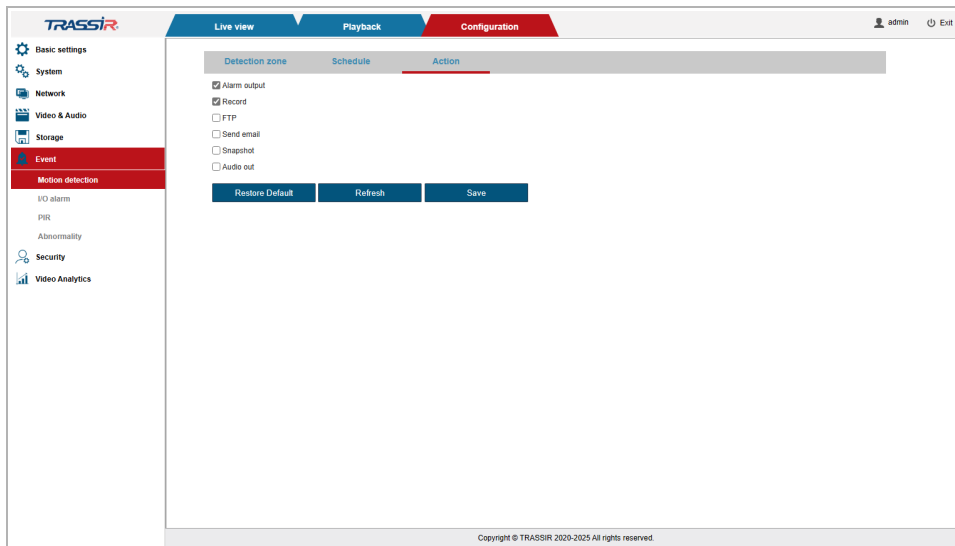 TRASSIR
Live view
Playback
Configuration
admin
Exit
Basic settings
System
Network
Video & Audio
Storage
Event
Motion detection
I/O alarm
PIR
Abnormality
Security
Video Analytics
Detection zone
Schedule
Action
Alarm output
Record
FTP
Send email
Snapshot
Audio out
Restore Default
Refresh
Save
Copyright © TRASSIR 2020-2025 All rights reserved.